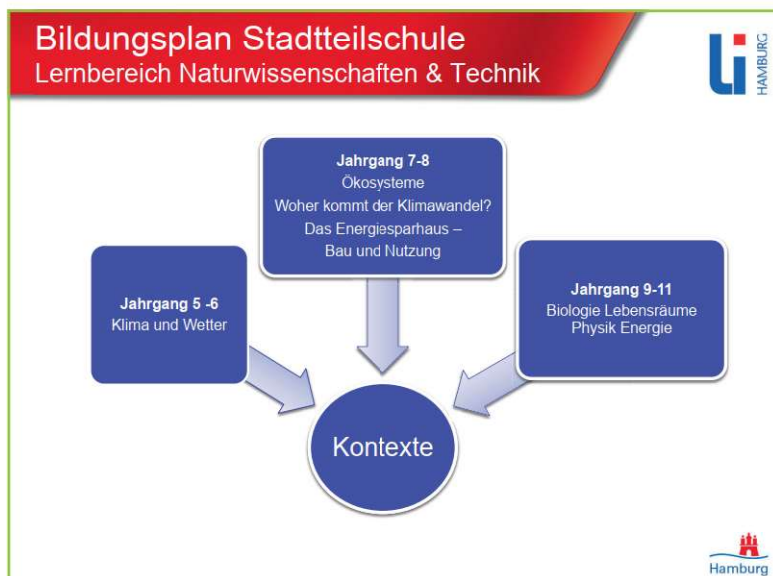 Bildungsplan Stadtteilschule
Lernbereich Naturwissenschaften & Technik
Li
HAMBURG
Jahrgang 7-8
Ökosysteme
Woher kommt der Klimawandel?
Das Energiesparhaus –
Bau und Nutzung
Jahrgang 5 -6
Klima und Wetter
Jahrgang 9-11
Biologie Lebensräume
Physik Energie
Kontexte
Hamburg